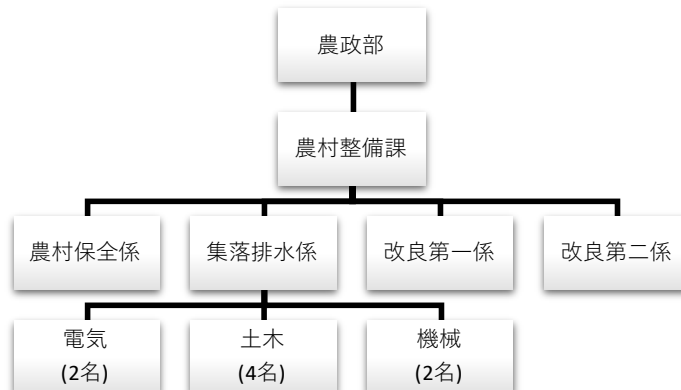 農政部
農村整備課
農村保全係
集落排水係
改良第一係
改良第二係
電気
(2名)
土木
(4名)
機械
(2名)